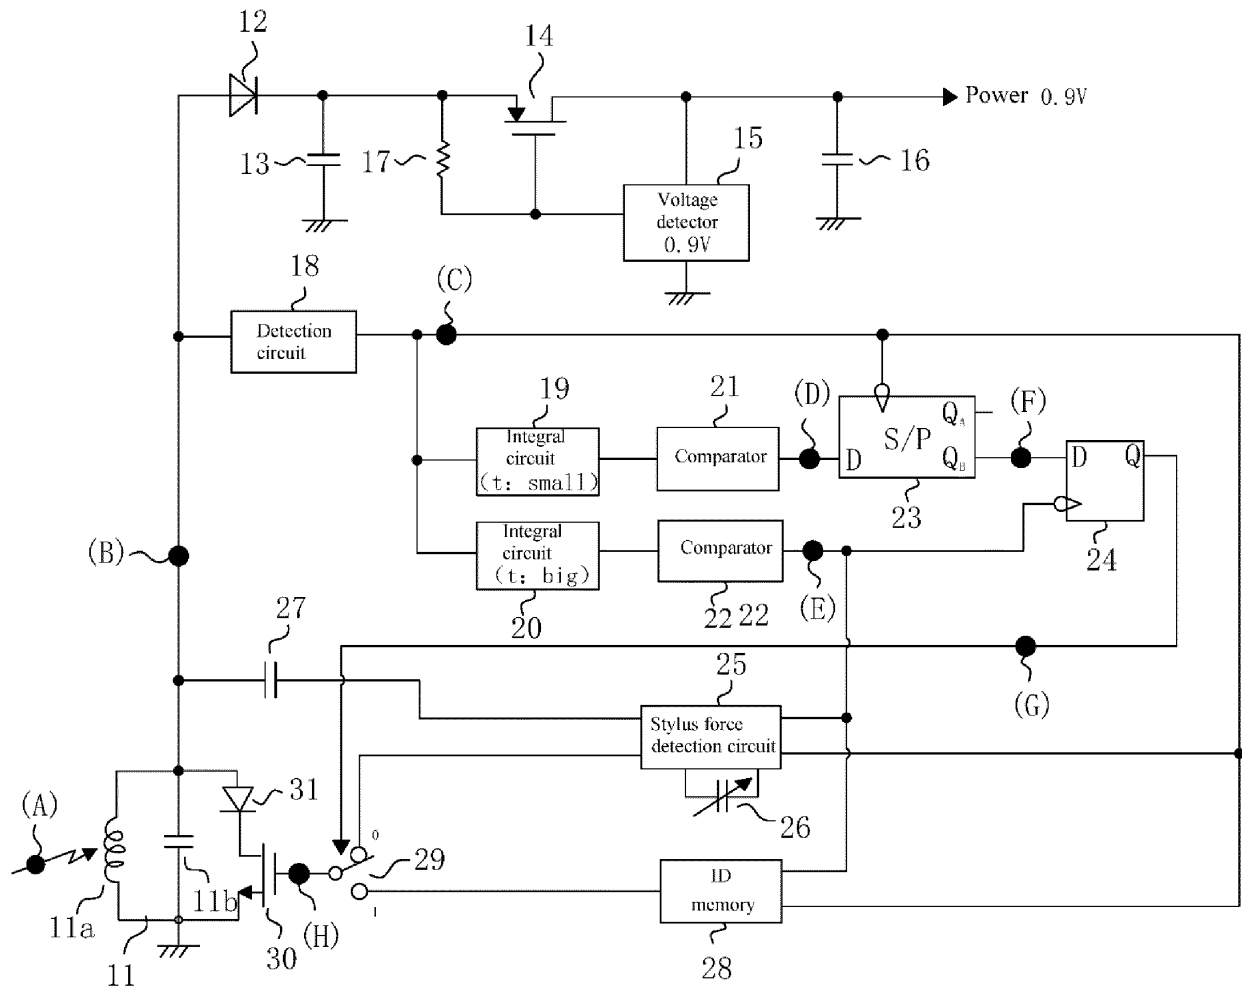 12
14
Power 0.9V
13
17
15
16
Voltage
detector
0.9V
18
(C)
Detection
circuit
19
21
(D)
(F)
Integral
circuit
(t: small)
Comparator
D
S/P
QA
QB
D
Q
23
24
(B)
Integral
circuit
(t: big)
Comparator
20
22 22
(E)
27
25
(G)
Stylus force
detection circuit
26
(A)
31
0
29
1
11a
11
11b
30
(H)
ID
memory
28